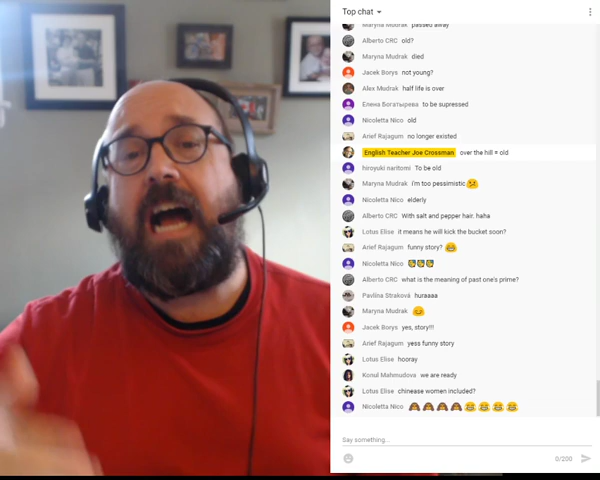 Top chat
Maryna Mudrak passed away
Alberto CRC old?
Maryna Mudrak died
Jacek Borys not young?
Alex Mudrak half life is over
Елена Богатырева to be supressed
Nicoletta Nico old
Arief Rajagum no longer existed
English Teacher Joe Crossman over the hill = old
hiroyuki naritomi To be old
Maryna Mudrak i'm too pessimistic
Nicoletta Nico elderly
Alberto CRC With salt and pepper hair. haha
Lotus Elise it means he will kick the bucket soon?
Arief Rajagum funny story? 😂
Nicoletta Nico
Alberto CRC what is the meaning of past one's prime?
Pavlína Straková huraaaa
Maryna Mudrak 😊
Jacek Borys yes, story!!!
Arief Rajagum yess funny story
Lotus Elise hooray
Konul Mahmudova we are ready
Lotus Elise chinease women included?
Nicoletta Nico 🙈🙈🙈🙈😂😂😂😂
Say something...
0/200